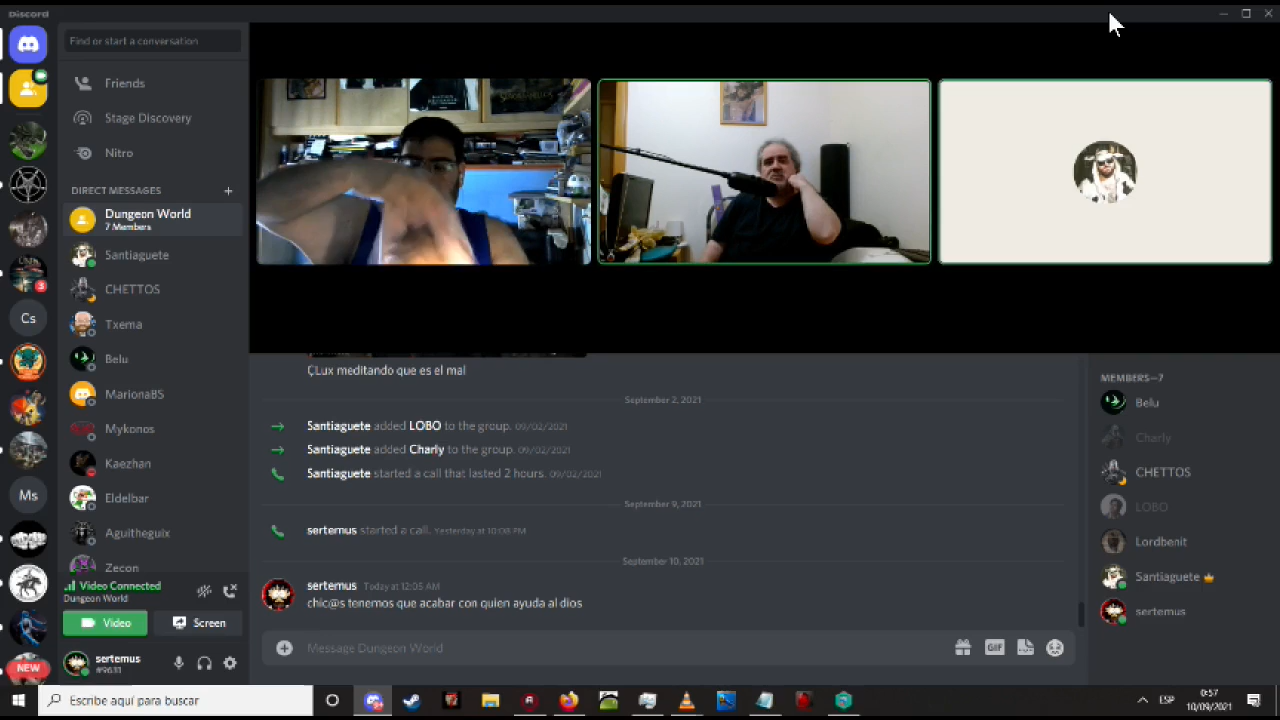 Discord
Find or start a conversation
Friends
Stage Discovery
Nitro
DIRECT MESSAGES +
Dungeon World
7 Members
Santiaguete
CHETTOS
Txema
Belu
MarionaBS
Mykonos
Kaezhan
Eldelbar
Aguitheguix
Zecon
3
Cs
Ms
NEW
Video Connected
Dungeon World
Video
Screen
sertemus
#9631
ÇLux meditando que es el mal
September 2, 2021
Santiaguete added LOBO to the group. 09/02/2021
Santiaguete added Charly to the group. 09/02/2021
Santiaguete started a call that lasted 2 hours. 09/02/2021
September 9, 2021
sertemus started a call. Yesterday at 10:08 PM
September 10, 2021
sertemus Today at 12:05 AM
chic@s tenemos que acabar con quien ayuda al dios
Message Dungeon World
GIF
MEMBERS—7
Belu
Charly
CHETTOS
LOBO
Lordbenit
Santiaguete
sertemus
Escribe aquí para buscar
ESP
0:57
10/09/2021